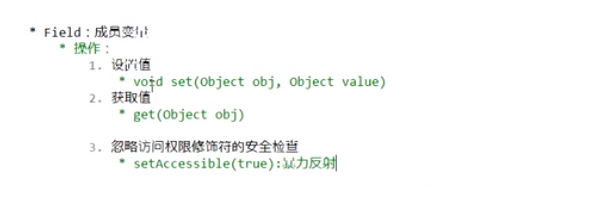 * Field：成员变量
* 操作：
1. 设置值
* void set(Object obj, Object value)
2. 获取值
* get(Object obj)
3. 忽略访问权限修饰符的安全检查
* setAccessible(true):暴力反射